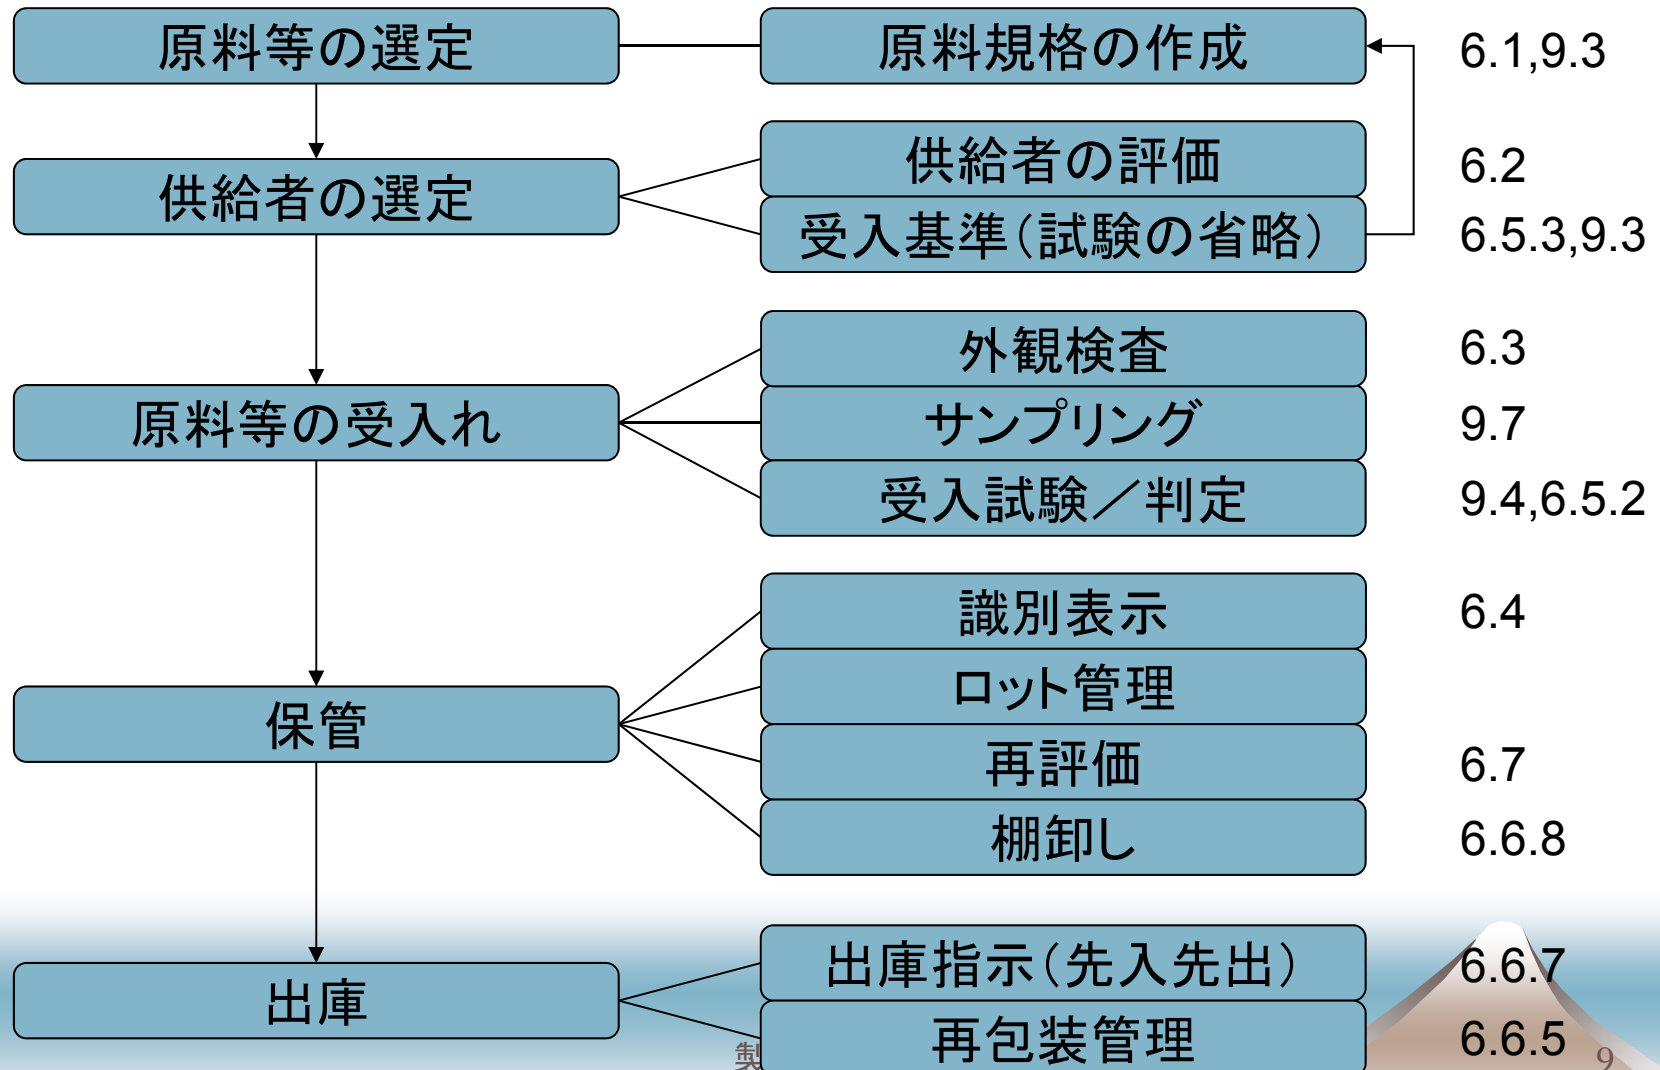 原料等の選定
原料規格の作成
6.1,9.3
供給者の選定
供給者の評価
6.2
受入基準（試験の省略）
6.5.3,9.3
原料等の受入れ
外観検査
6.3
サンプリング
9.7
受入試験／判定
9.4,6.5.2
保管
識別表示
6.4
ロット管理
再評価
6.7
棚卸し
6.6.8
出庫
出庫指示（先入先出）
6.6.7
再包装管理
6.6.5
製
9